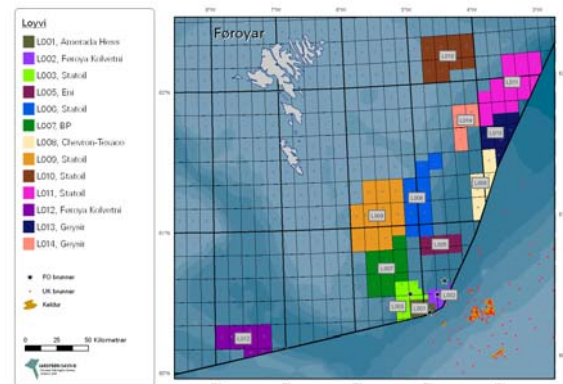 Loyvi
L001, Amerada Hess
L002, Føroya Kolvetni
L003, Statoil
L005, Eni
L006, Statoil
L007, BP
L008, Chevron-Texaco
L009, Statoil
L010, Statoil
L011, Statoil
L012, Føroya Kolvetni
L013, Geysir
L014, Geysir
FO brunnar
UK brunnar
Keldur
0 25 50 Kilometrar
Føroyar
L010
L011
L014
L013
L008
L006
L009
L005
L007
L002
L003
L001
L012